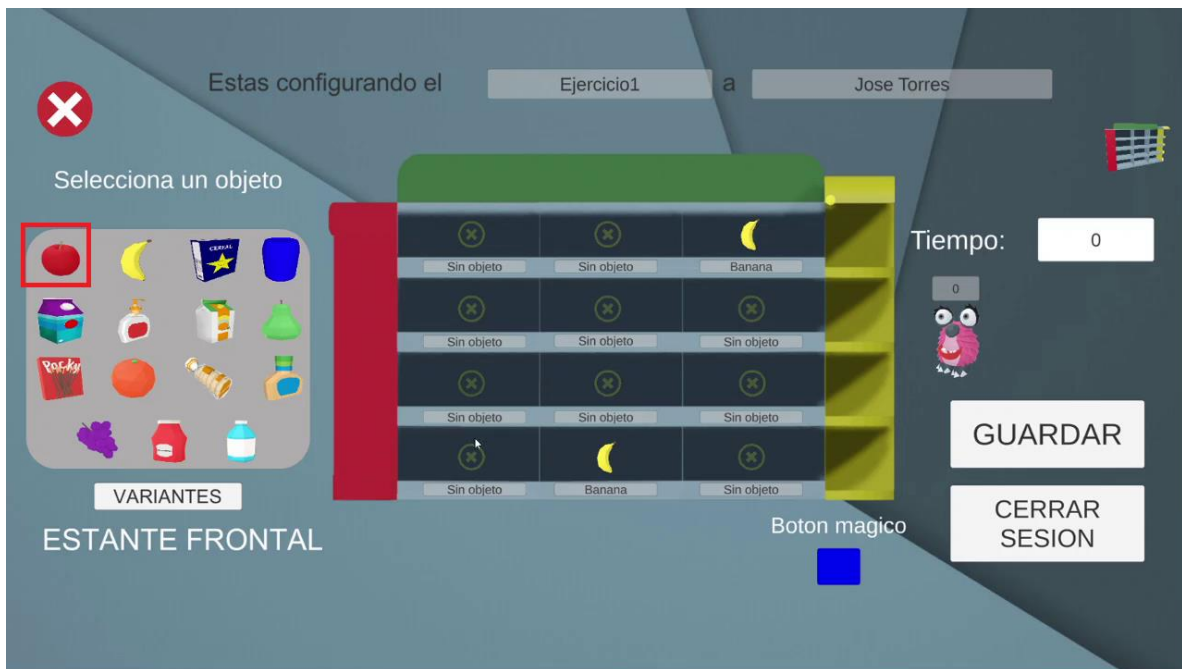 Estas configurando el Ejercicio1 a Jose Torres
Selecciona un objeto
CEREAL
Pocky
VARIANTES
ESTANTE FRONTAL
Sin objeto Sin objeto Banana
Sin objeto Sin objeto Sin objeto
Sin objeto Sin objeto Sin objeto
Sin objeto Banana Sin objeto
Tiempo: 0
0
GUARDAR
CERRAR
SESION
Boton magico